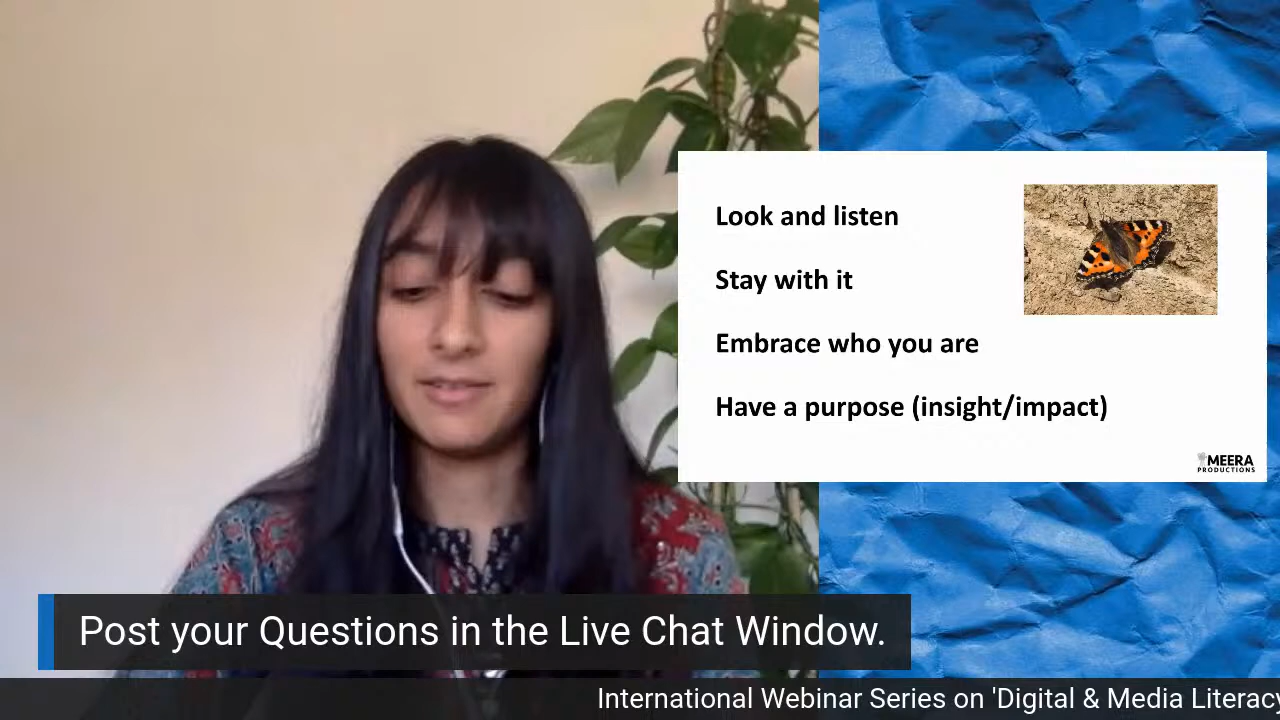 Look and listen
Stay with it
Embrace who you are
Have a purpose (insight/impact)
MEERA
PRODUCTIONS
Post your Questions in the Live Chat Window.
International Webinar Series on 'Digital & Media Literacy